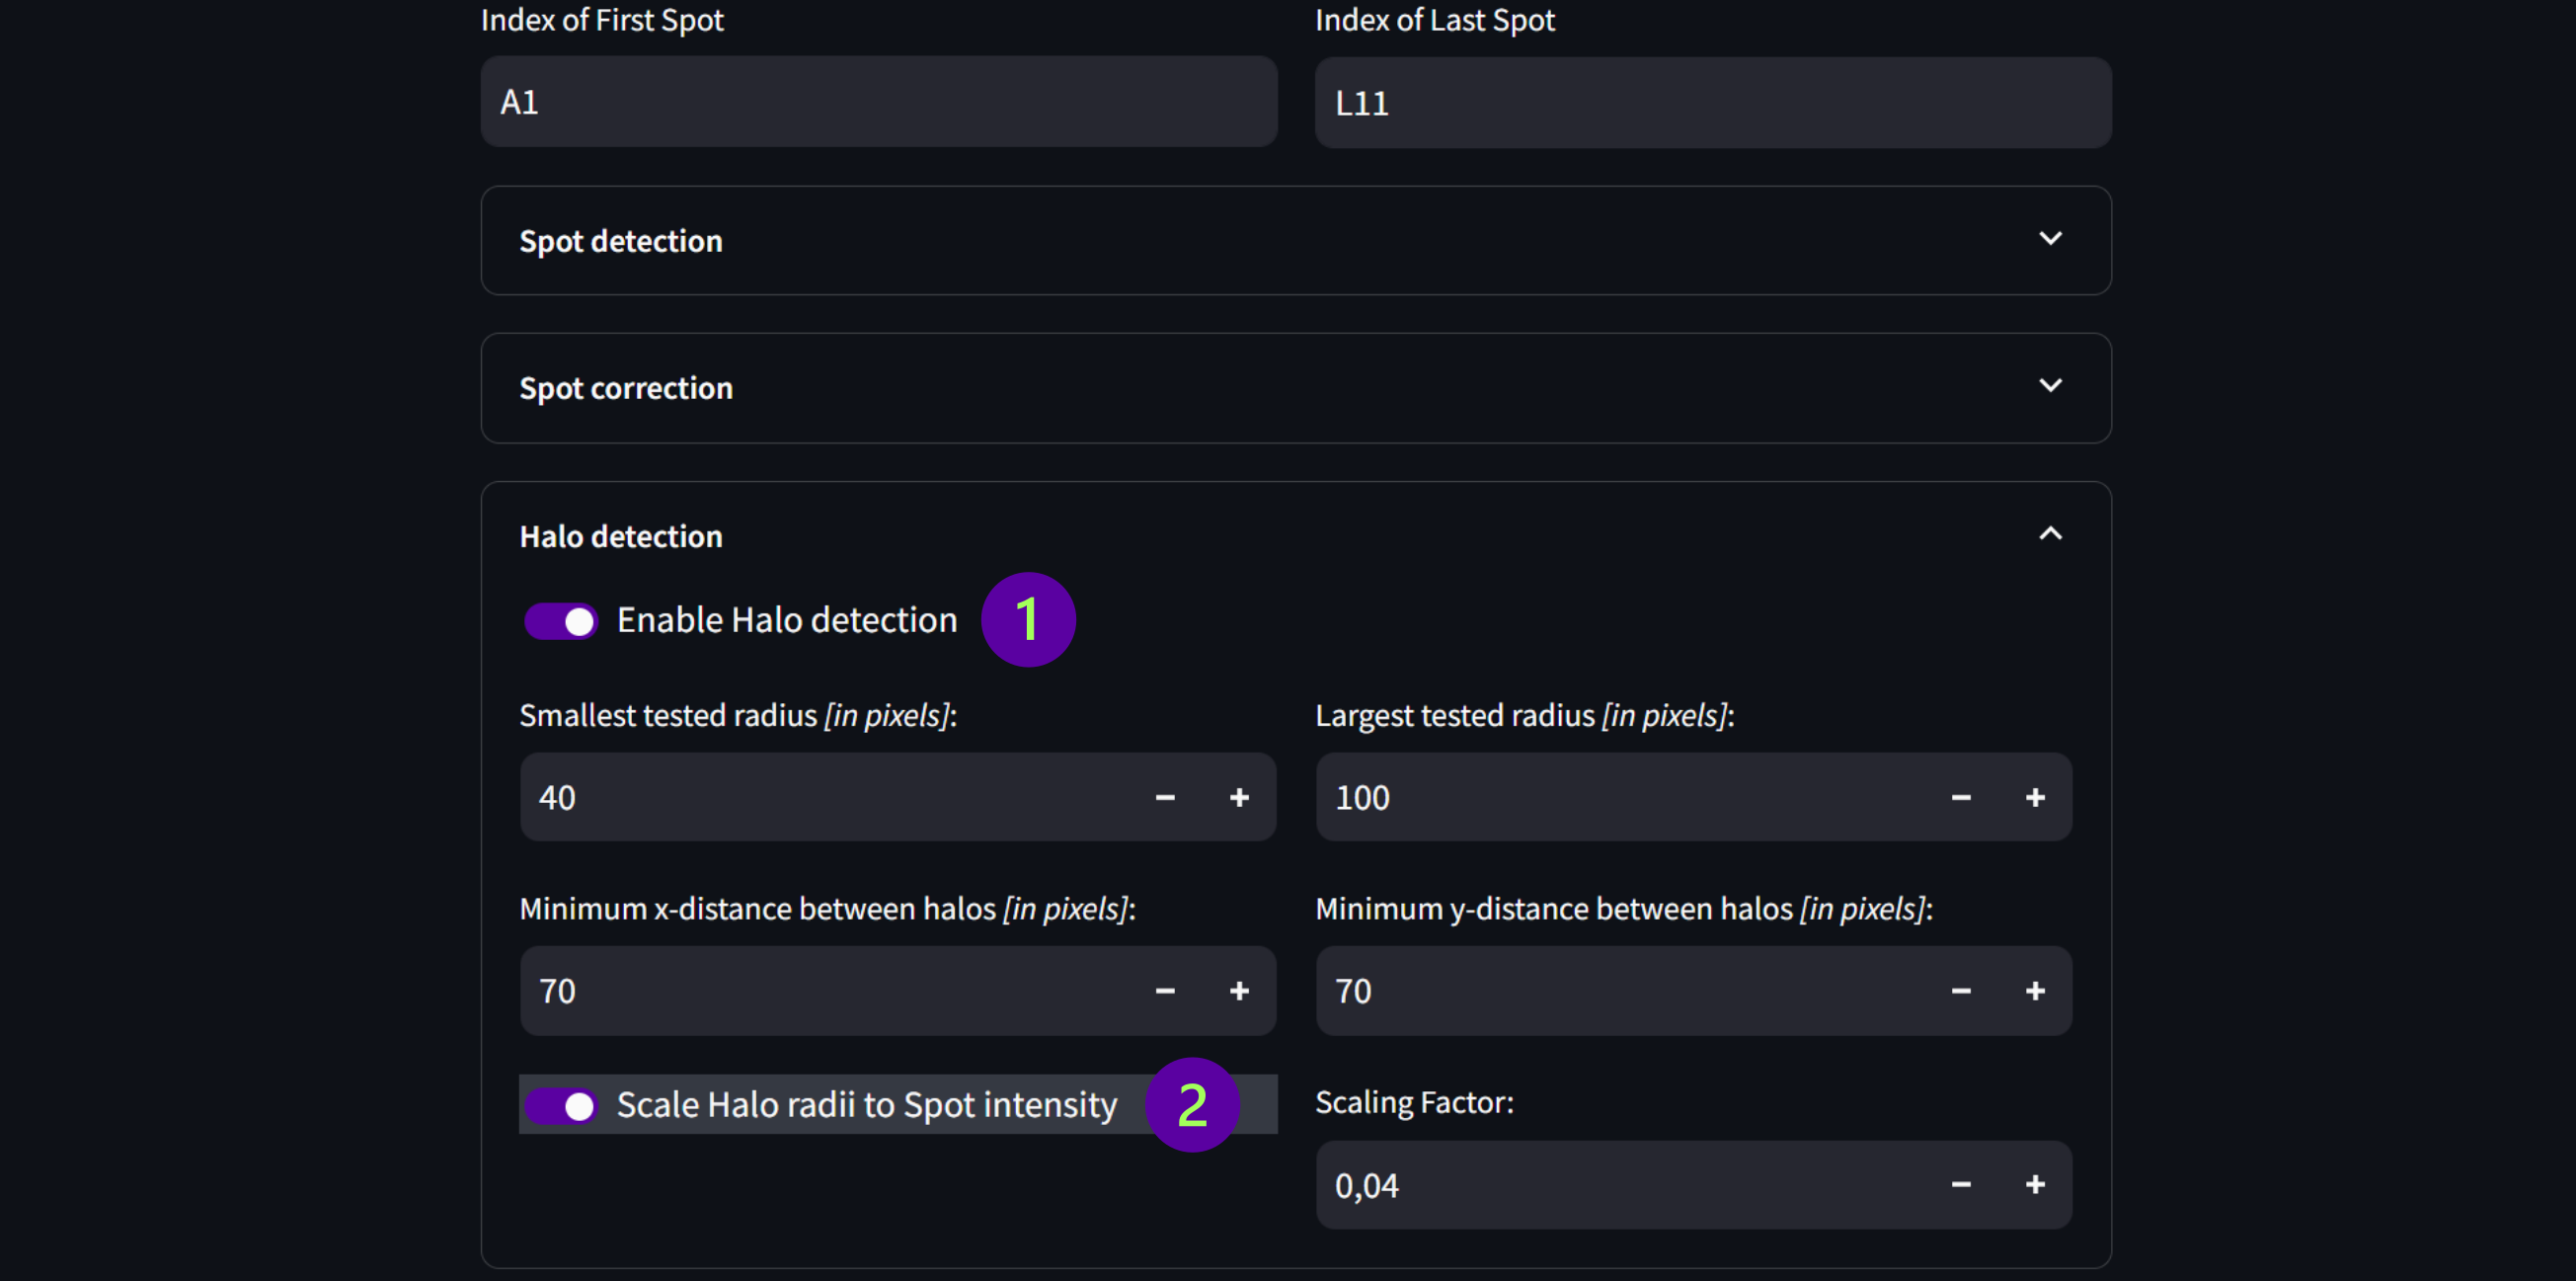 Index of First Spot
Index of Last Spot
A1
L11
Spot detection
Spot correction
Halo detection
Enable Halo detection
1
Smallest tested radius [in pixels]:
Largest tested radius [in pixels]:
40
100
Minimum x-distance between halos [in pixels]:
Minimum y-distance between halos [in pixels]:
70
70
Scale Halo radii to Spot intensity
2
Scaling Factor:
0,04